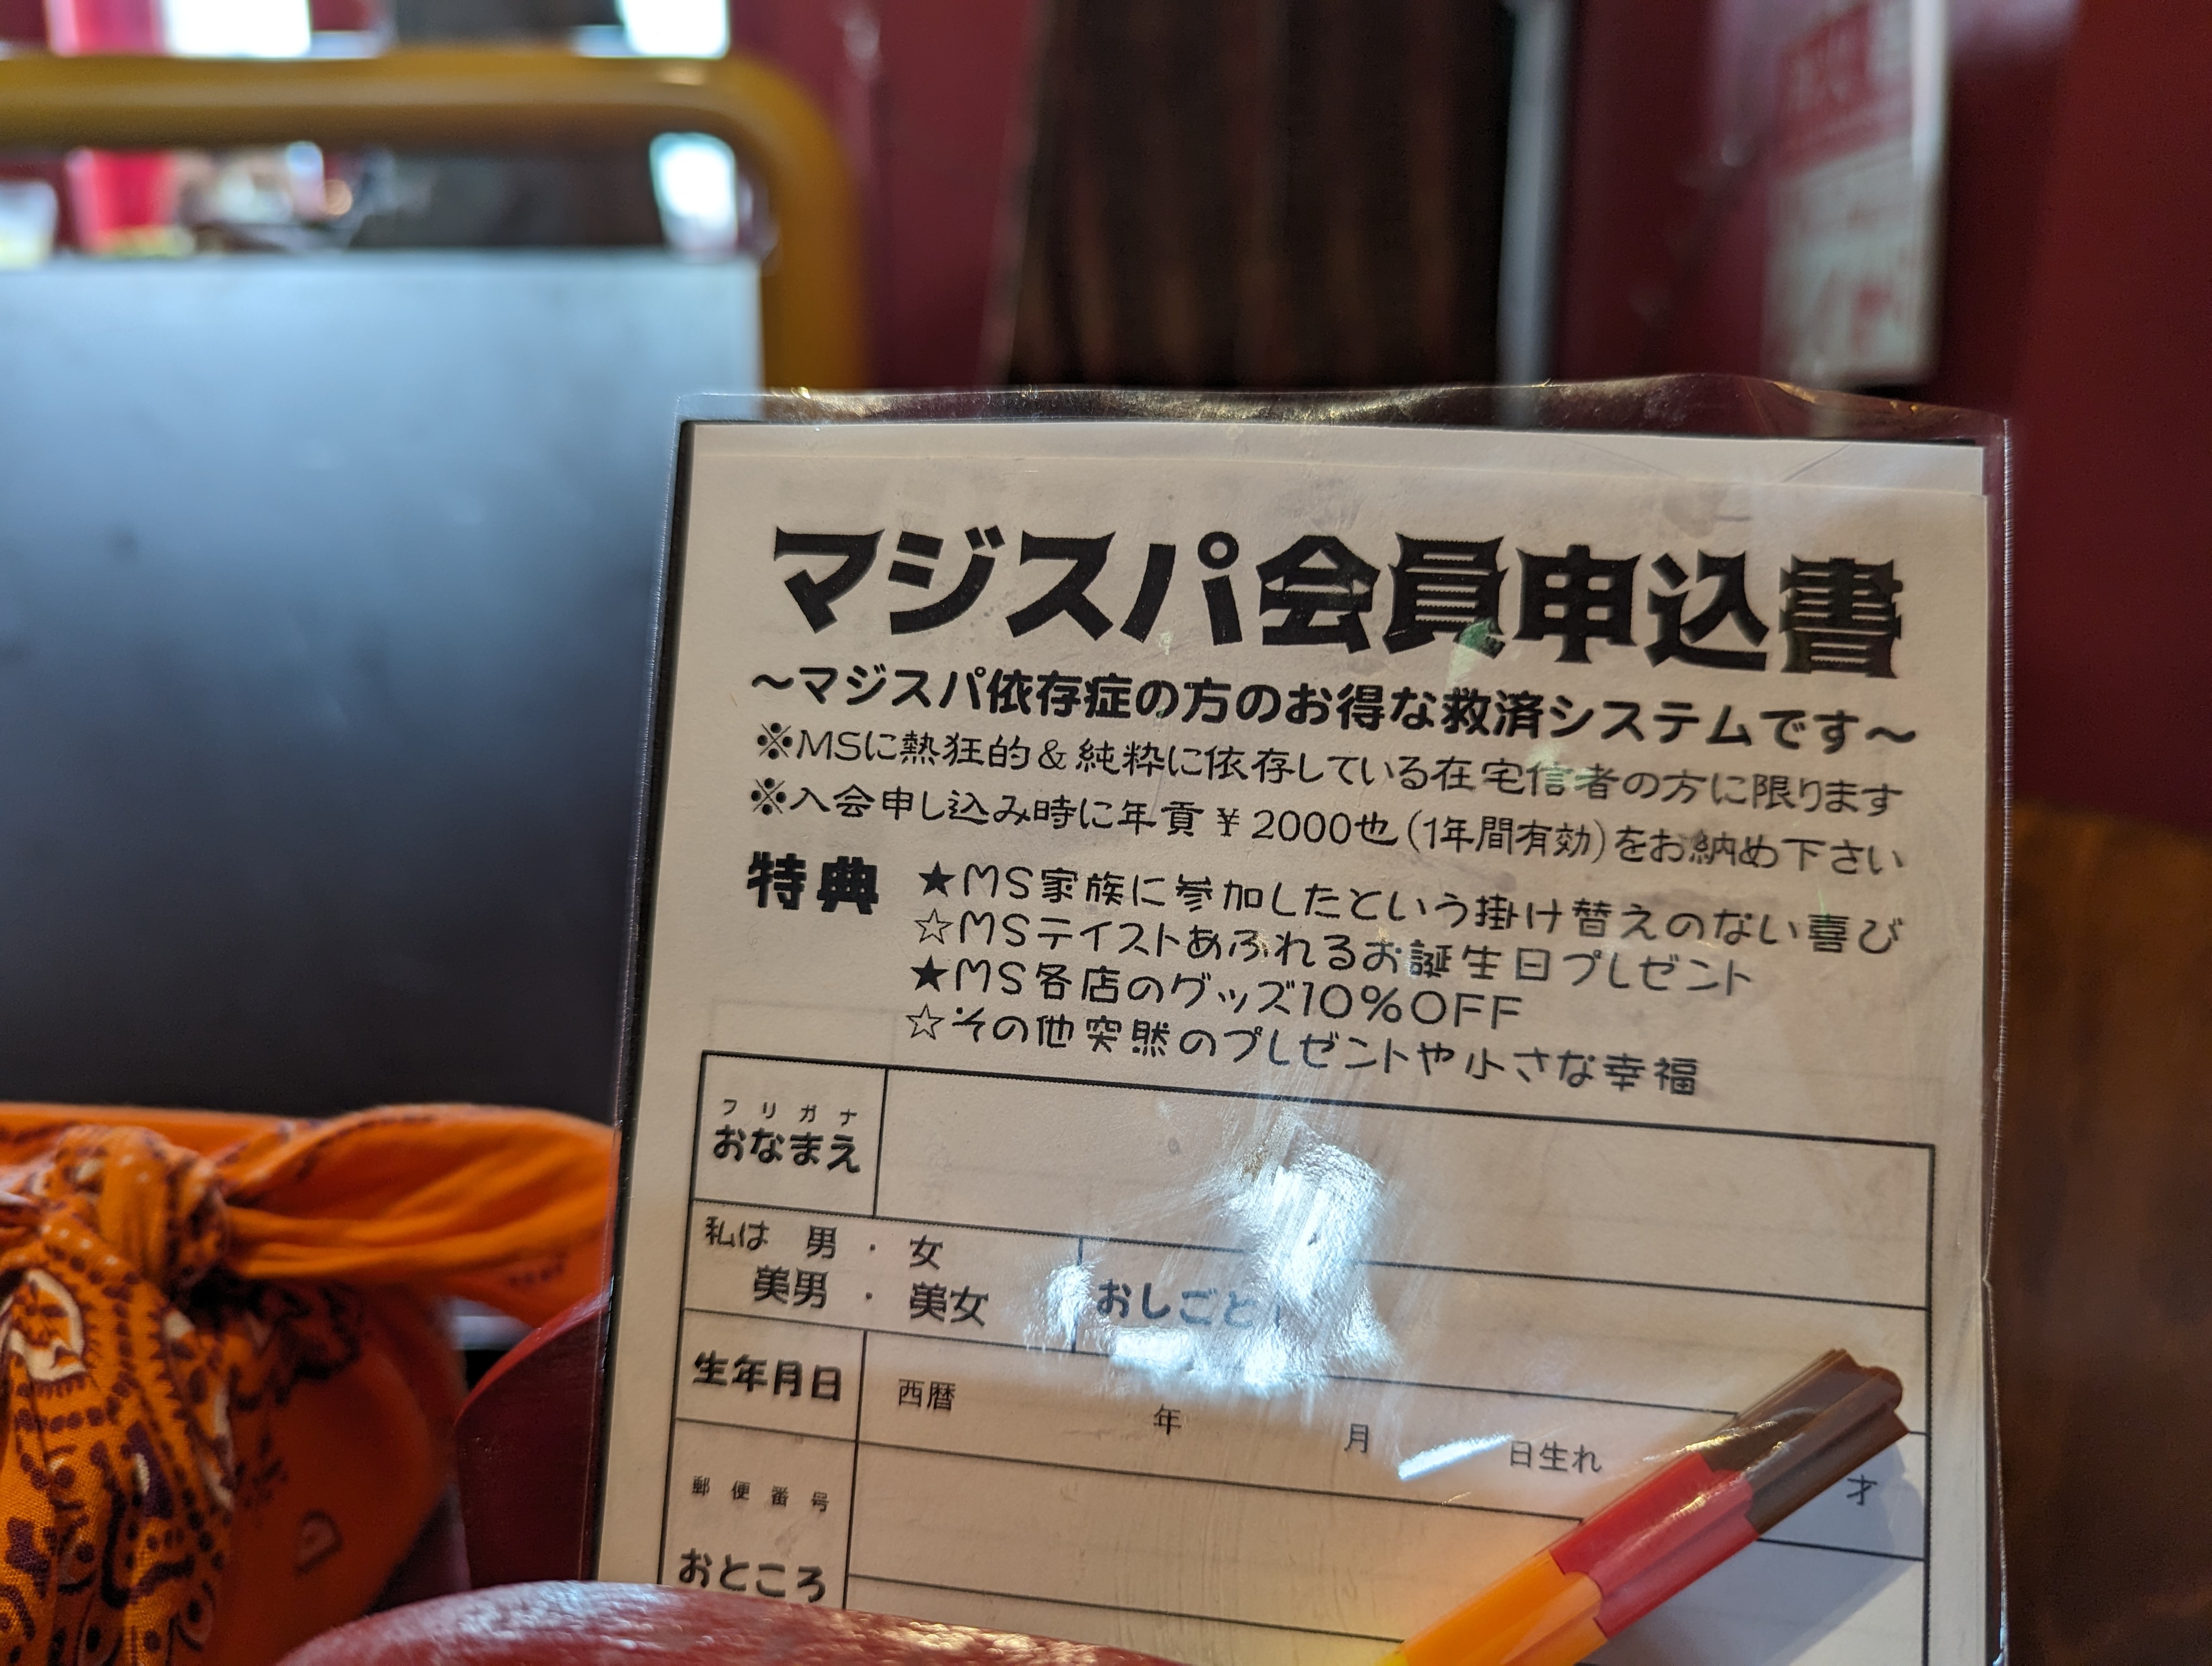 マジスパ会員申込書
～マジスパ依存症の方のお得な救済システムです～
※MSに熱狂的&純粋に依存している在宅信者の方に限ります
※入会申し込み時に年貢￥2000也(1年間有効)をお納め下さい
特典 ★MS家族に参加したという掛け替えのない喜び
☆MSテイストあふれるお誕生日プレゼント
★MS各店のグッズ10%OFF
☆その他突然のプレゼントや小さな幸福
フリガナ
おなまえ
私は 男・女
美男・美女 おしごと
生年月日 西暦 年 月 日生れ 才
郵便番号
おところ